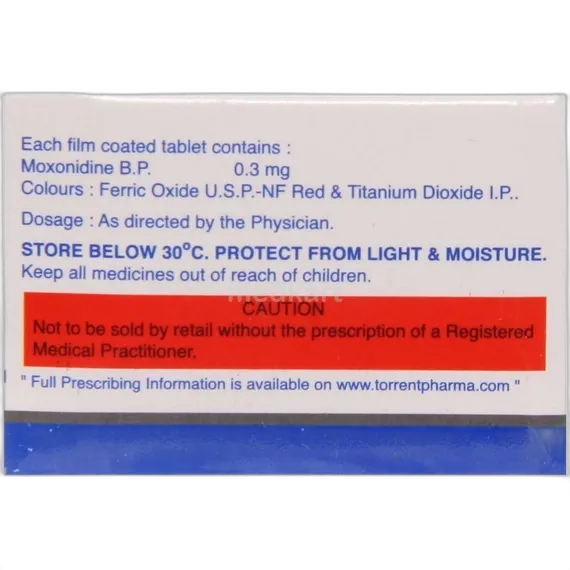 Each film coated tablet contains :
Moxonidine B.P. 0.3 mg
Colours : Ferric Oxide U.S.P.-NF Red & Titanium Dioxide I.P..
Dosage : As directed by the Physician.
STORE BELOW 30°C. PROTECT FROM LIGHT & MOISTURE.
Keep all medicines out of reach of children.
medkart
CAUTION
Not to be sold by retail without the prescription of a Registered
Medical Practitioner.
" Full Prescribing Information is available on www.torrentpharma.com "